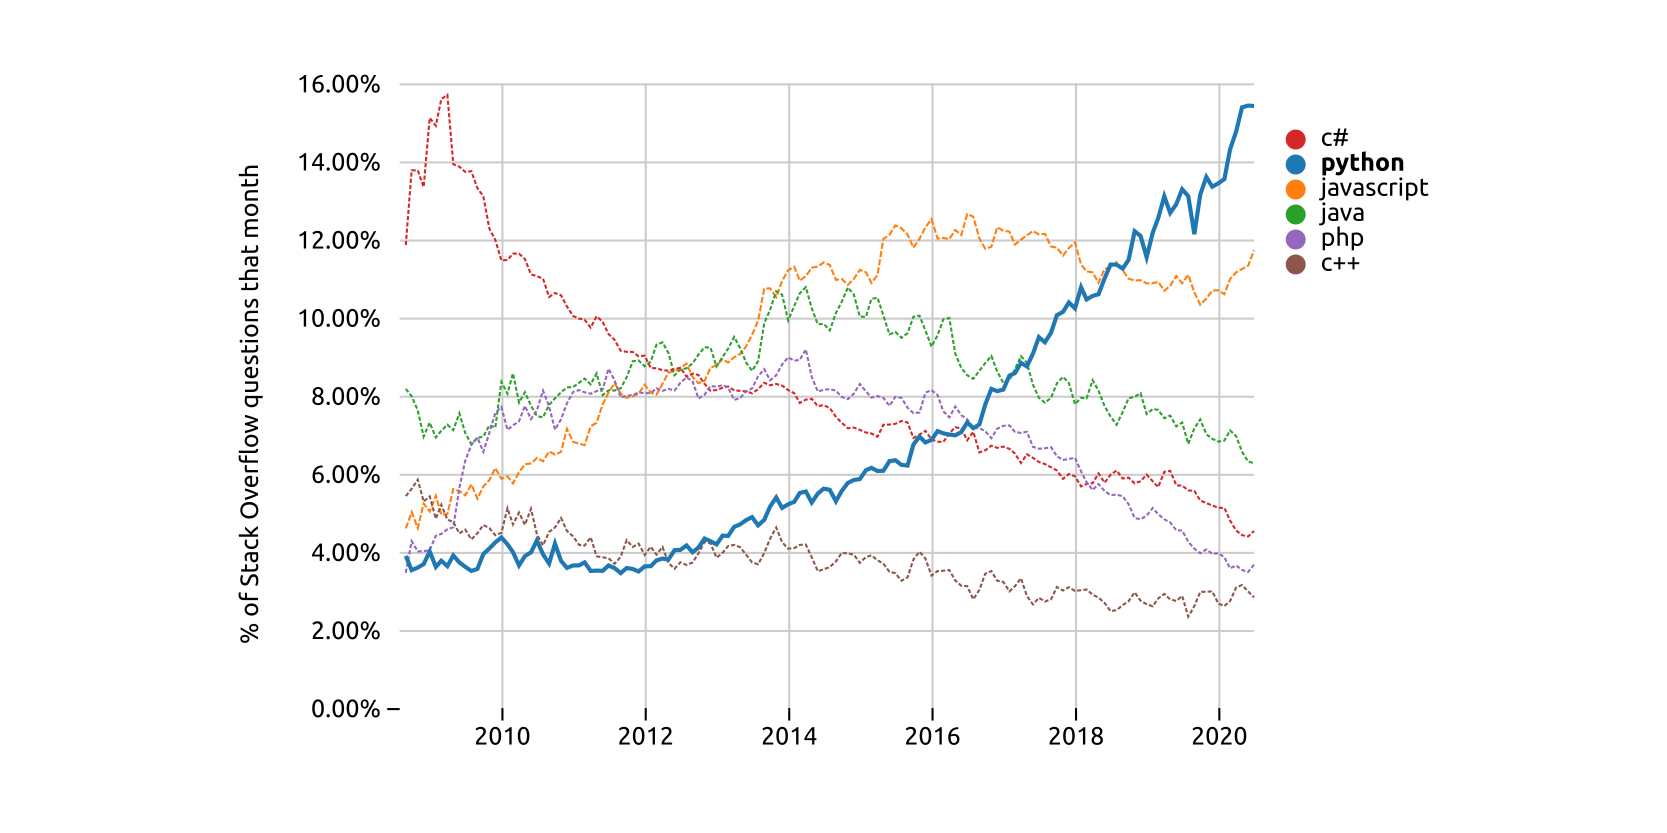 % of Stack Overflow questions that month
16.00%
14.00%
12.00%
10.00%
8.00%
6.00%
4.00%
2.00%
0.00%
2010 2012 2014 2016 2018 2020
c#
python
javascript
java
php
c++